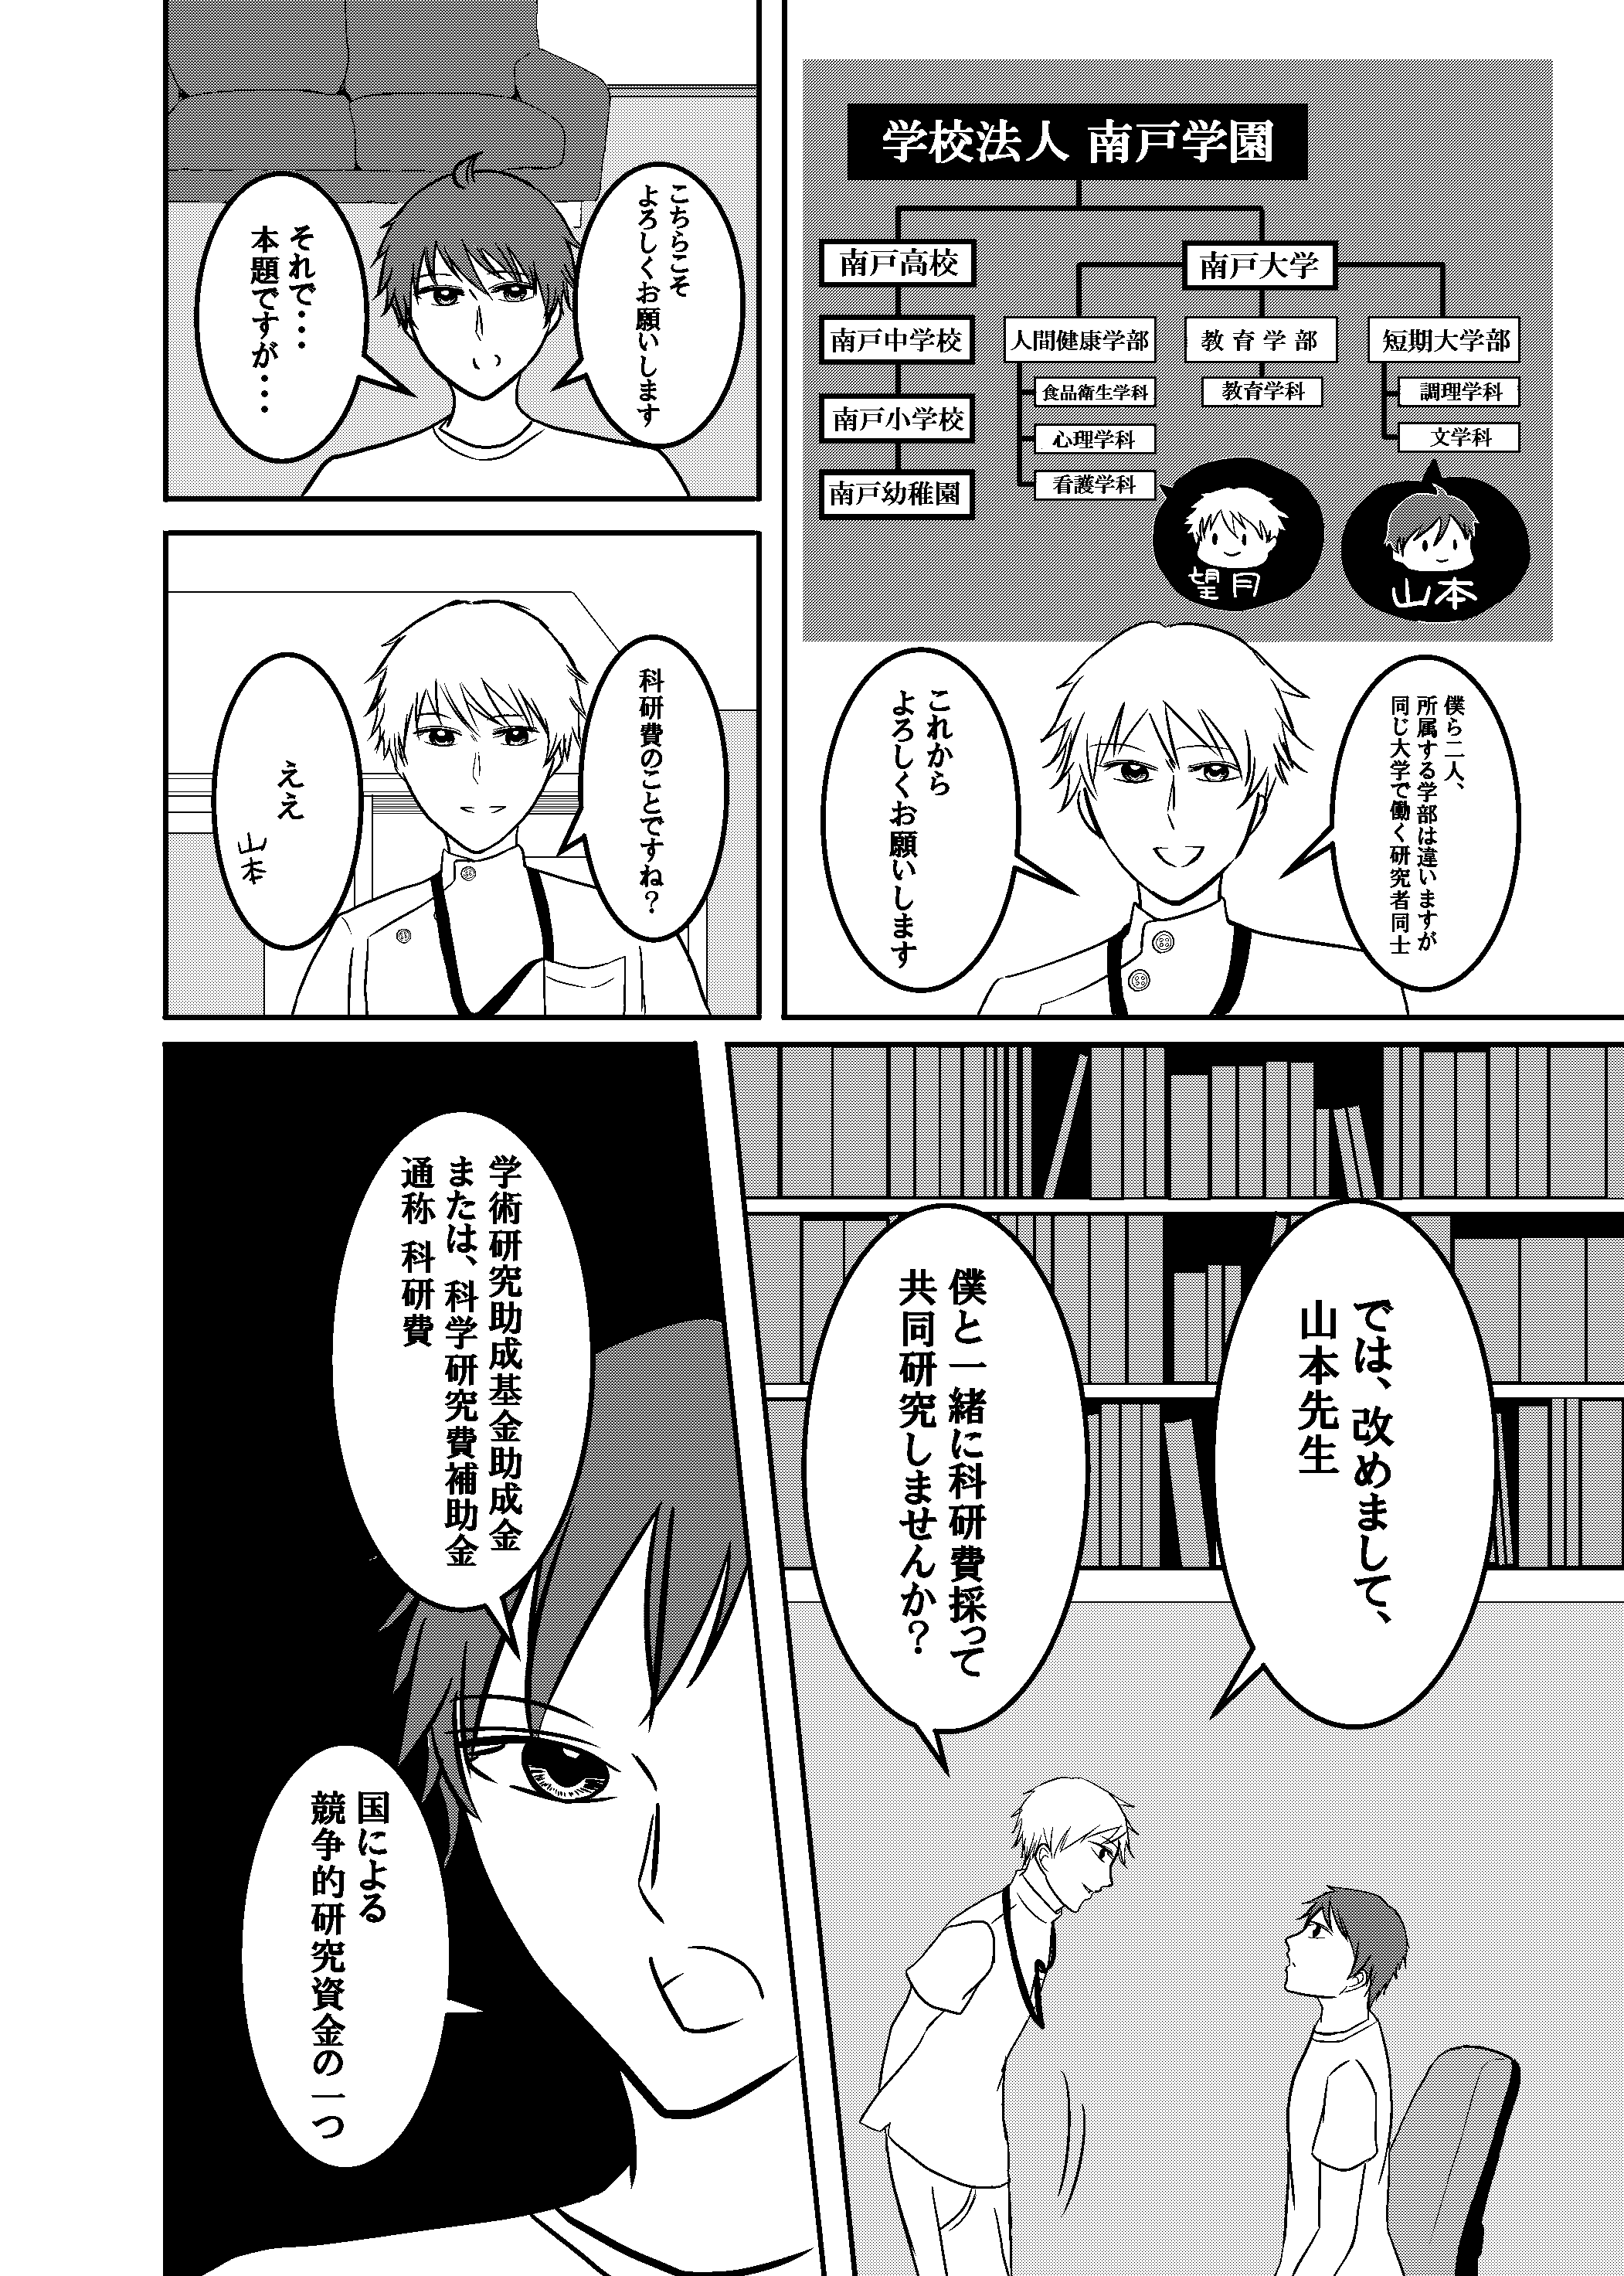 学校法人 南戸学園
南戸高校
南戸中学校
南戸小学校
南戸幼稚園
南戸大学
人間健康学部
食品衛生学科
心理学科
看護学科
教育学部
教育学科
短期大学部
調理学科
文学科
望月
山本
僕ら二人、
所属する学部は違いますが
同じ大学で働く研究者同士
これから
よろしくお願いします
こちらこそ
よろしくお願いします
それで・・・
本題ですが・・・・
科研費のことですね？
ええ
山本
では、改めまして、
山本先生
僕と一緒に科研費採って
共同研究しませんか？
学術研究助成基金助成金
または、科学研究費補助金
通称 科研費
国による
競争的研究資金の一つ